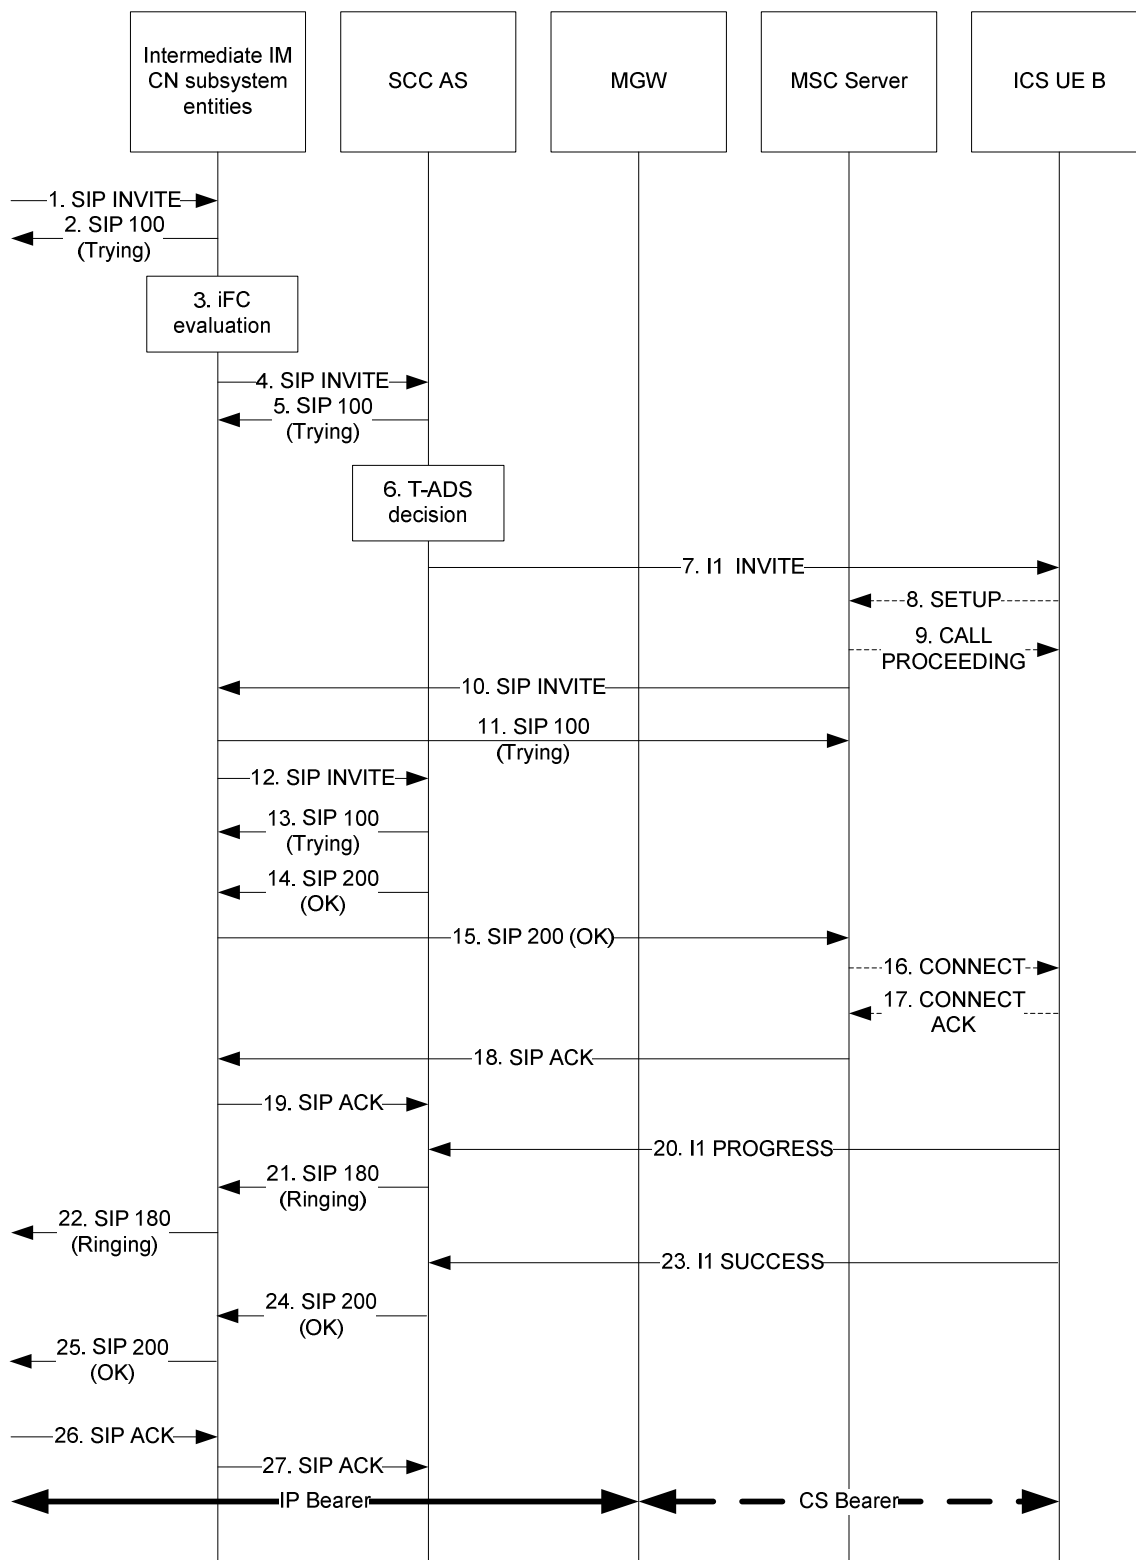 Intermediate IM
CN subsystem
entities
SCC AS
MGW
MSC Server
ICS UE B
1. SIP INVITE
2. SIP 100
(Trying)
3. iFC
evaluation
4. SIP INVITE
5. SIP 100
(Trying)
6. T-ADS
decision
7. I1 INVITE
8. SETUP
9. CALL
PROCEEDING
10. SIP INVITE
11. SIP 100
(Trying)
12. SIP INVITE
13. SIP 100
(Trying)
14. SIP 200
(OK)
15. SIP 200 (OK)
16. CONNECT
17. CONNECT
ACK
18. SIP ACK
19. SIP ACK
20. I1 PROGRESS
21. SIP 180
(Ringing)
22. SIP 180
(Ringing)
23. I1 SUCCESS
24. SIP 200
(OK)
25. SIP 200
(OK)
26. SIP ACK
27. SIP ACK
IP Bearer
CS Bearer